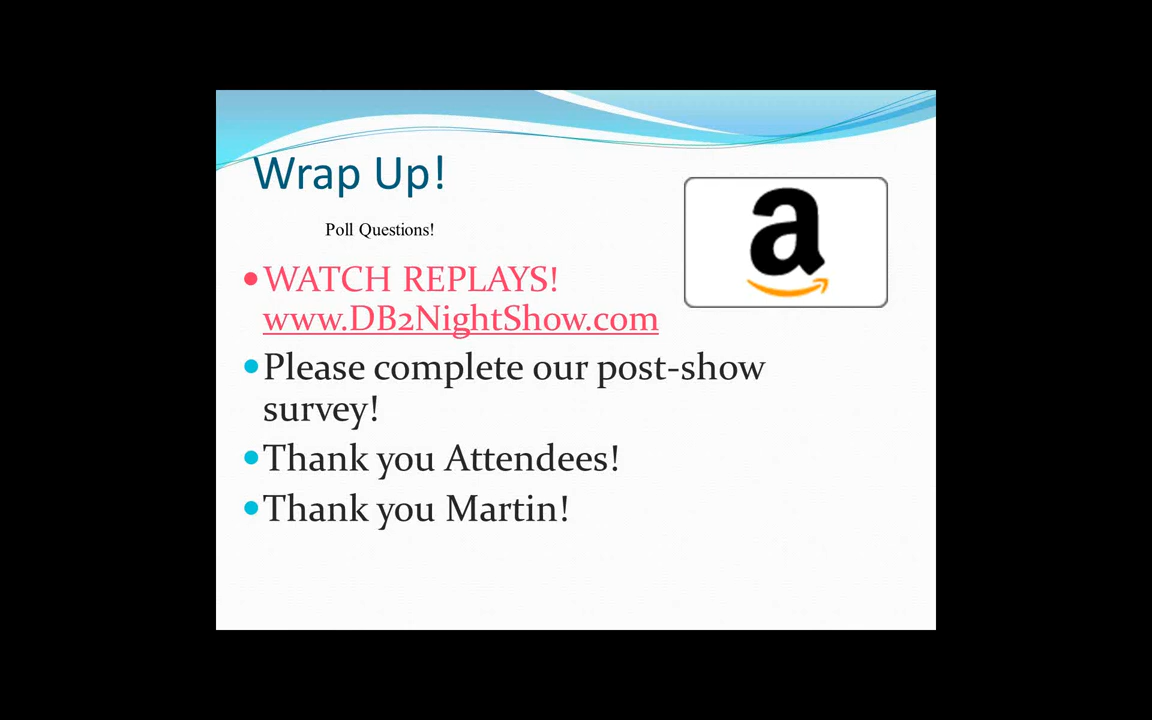 Wrap Up!
Poll Questions!
•WATCH REPLAYS!
www.DB2NightShow.com
•Please complete our post-show
survey!
•Thank you Attendees!
•Thank you Martin!
a